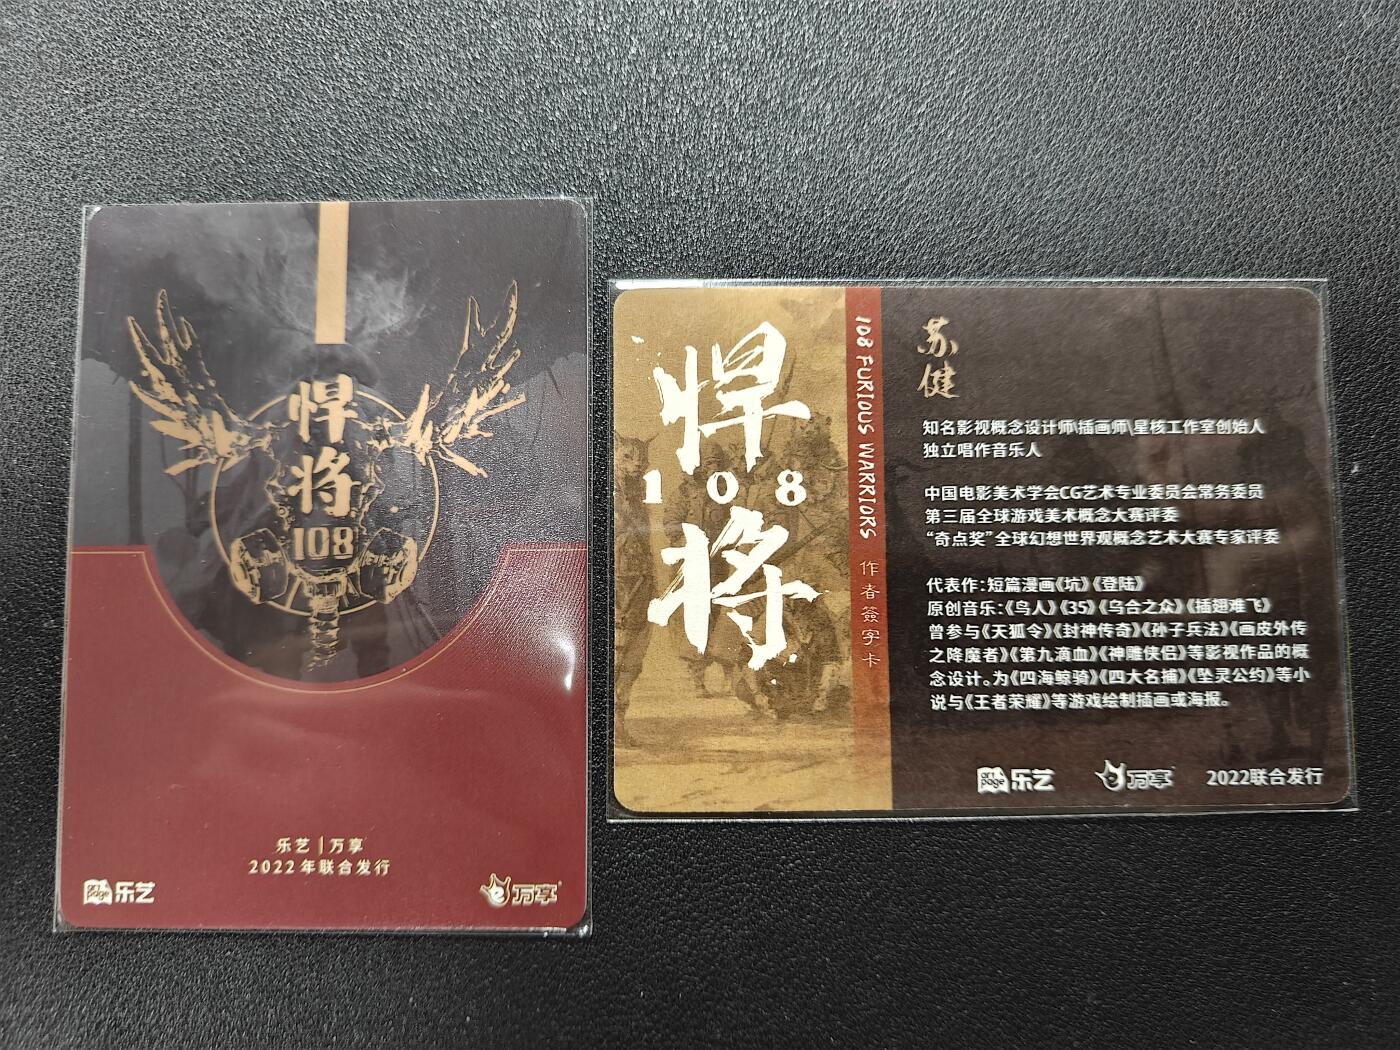 悍
将
108
乐艺|万享
2022年联合发行
art page 乐艺
万享
悍
108
将
108 FURIOUS WARRIORS 作者簽字卡
苏健
知名影视概念设计师\插画师\星核工作室创始人
独立唱作音乐人
中国电影美术学会CG艺术专业委员会常务委员
第三届全球游戏美术概念大赛评委
“奇点奖”全球幻想世界观概念艺术大赛专家评委
代表作:短篇漫画《坑》《登陆》
原创音乐:《鸟人》《35》《乌合之众》《插翅难飞》
曾参与《天狐令》《封神传奇》《孙子兵法》《画皮外传
之降魔者》《第九滴血》《神雕侠侣》等影视作品的概
念设计。为《四海鲸骑》《四大名捕》《坠灵公约》等小
说与《王者荣耀》等游戏绘制插画或海报。
art page 乐艺
万享
2022联合发行